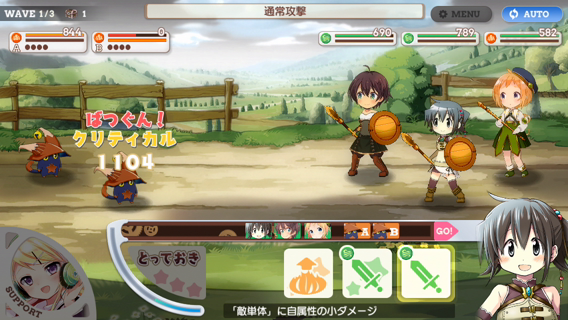 WAVE 1/3 1
通常攻撃
MENU
AUTO
844
A
0
B
690
789
582
ばつぐん!
クリティカル
1104
A B GO!
とっておき
SUPPORT
「敵単体」に自属性の小ダメージ